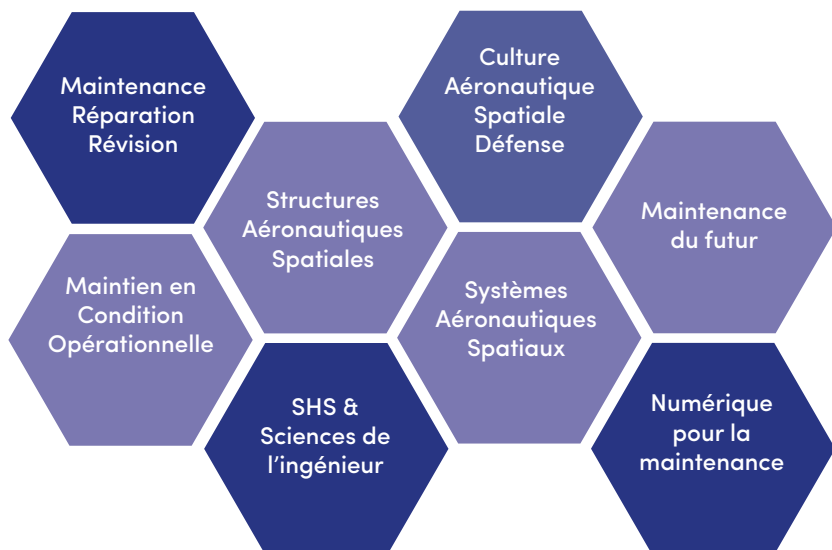 Maintenance
Réparation
Révision
Culture
Aéronautique
Spatiale
Défense
Structures
Aéronautiques
Spatiales
Maintenance
du futur
Maintien en
Condition
Opérationnelle
Systèmes
Aéronautiques
Spatiaux
SHS &
Sciences de
l'ingénieur
Numérique
pour la
maintenance